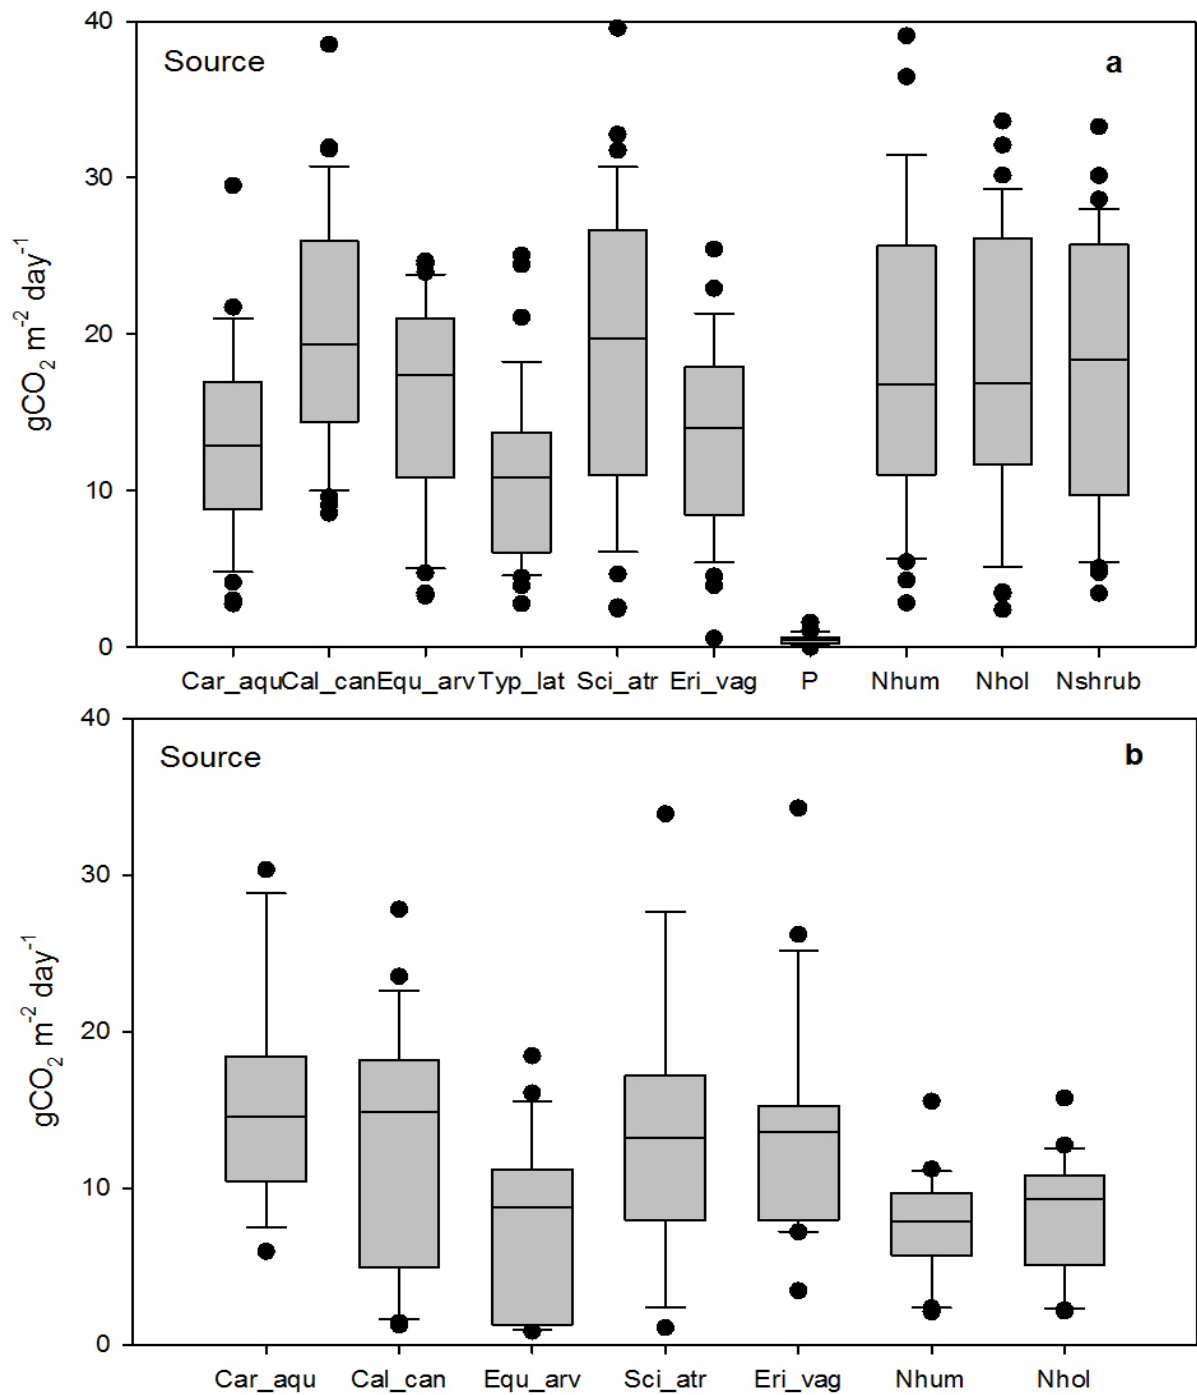 40
Source
a
30
20
10
0
gCO₂ m⁻² day⁻¹
Car_aqu Cal_can Equ_arv Typ_lat Sci_atr Eri_vag P Nhum Nhol Nshrub
40
Source
b
30
20
10
0
gCO₂ m⁻² day⁻¹
Car_aqu Cal_can Equ_arv Sci_atr Eri_vag Nhum Nhol